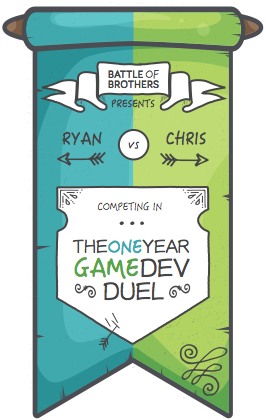 BATTLE OF
BROTHERS
PRESENTS
RYAN VS CHRIS
COMPETING IN
THEONEYEAR
GAMEDEV
DUEL